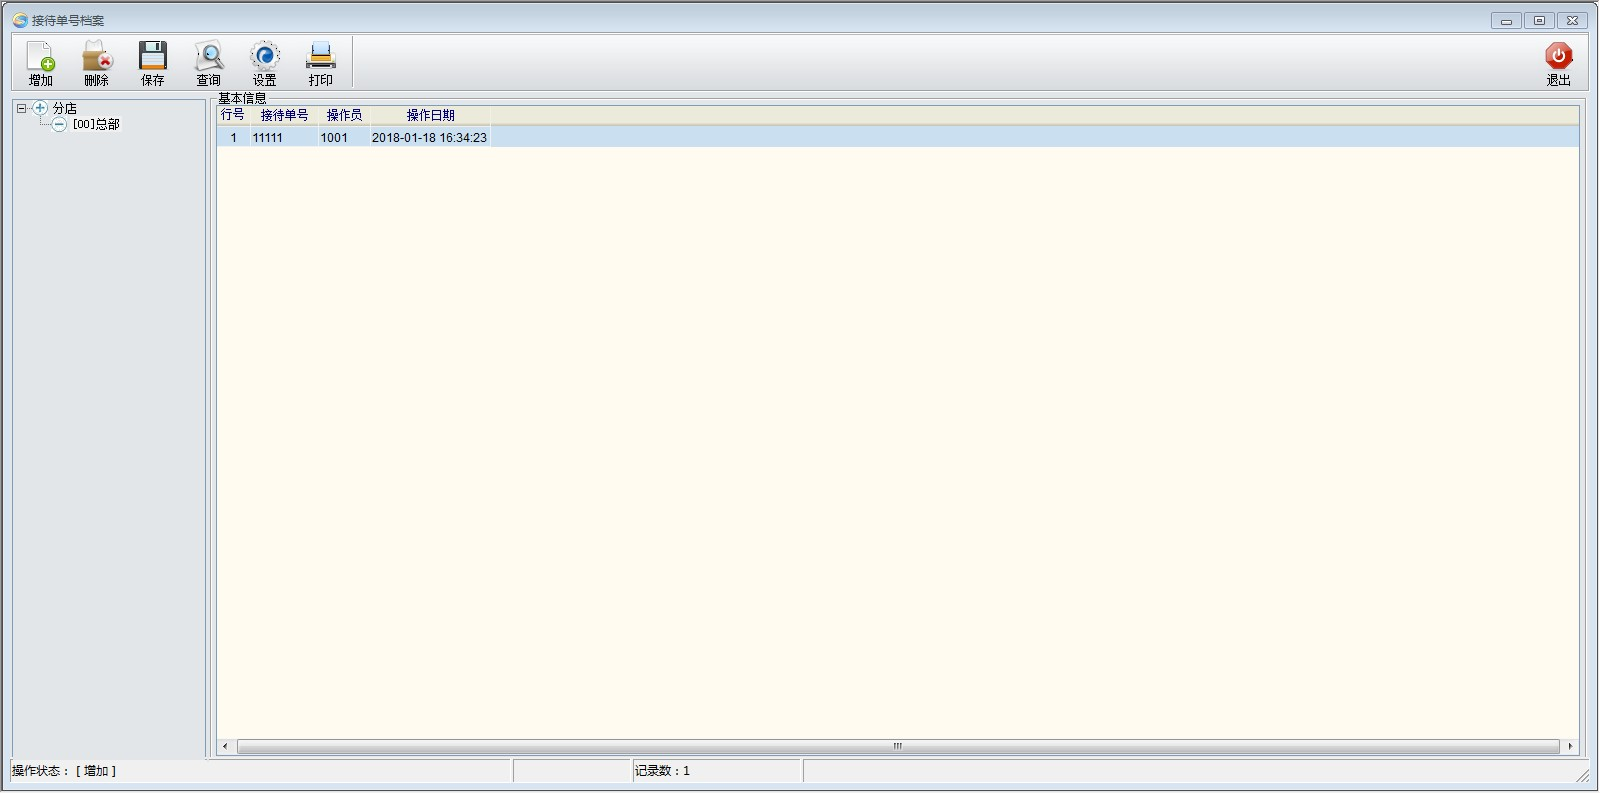 接待单号档案
增加 删除 保存 查询 设置 打印 退出
分店
[00]总部
基本信息
行号 接待单号 操作员 操作日期
1 11111 1001 2018-01-18 16:34:23
操作状态： [ 增加 ] 记录数：1